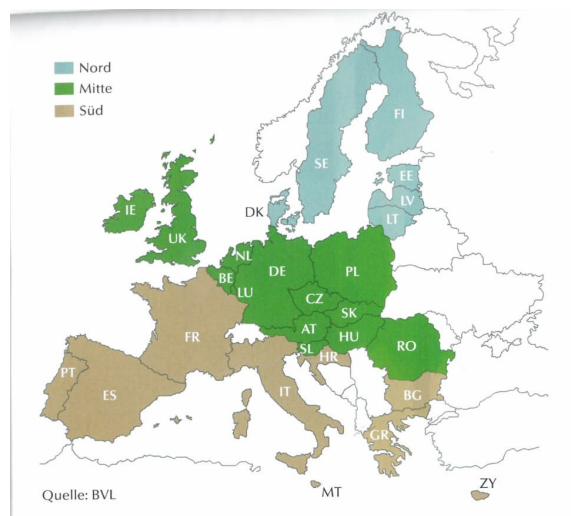 Nord
Mitte
Süd
FI
SE
EE
LV
LT
DK
IE
UK
NL
BE
LU
DE
PL
CZ
SK
AT
HU
SL
HR
RO
FR
PT
ES
IT
BG
GR
MT
ZY
Quelle: BVL